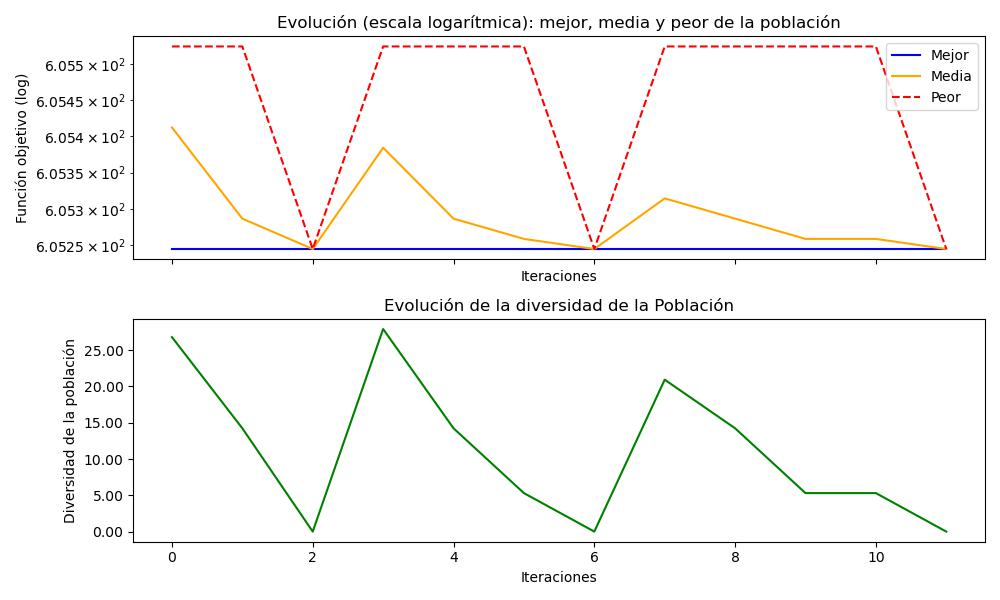 Evolución (escala logarítmica): mejor, media y peor de la población
Función objetivo (log)
6.055 × 10²
6.0545 × 10²
6.054 × 10²
6.0535 × 10²
6.053 × 10²
6.0525 × 10²
Mejor
Media
Peor
Iteraciones
Evolución de la diversidad de la Población
Diversidad de la población
25.00
20.00
15.00
10.00
5.00
0.00
0 2 4 6 8 10
Iteraciones